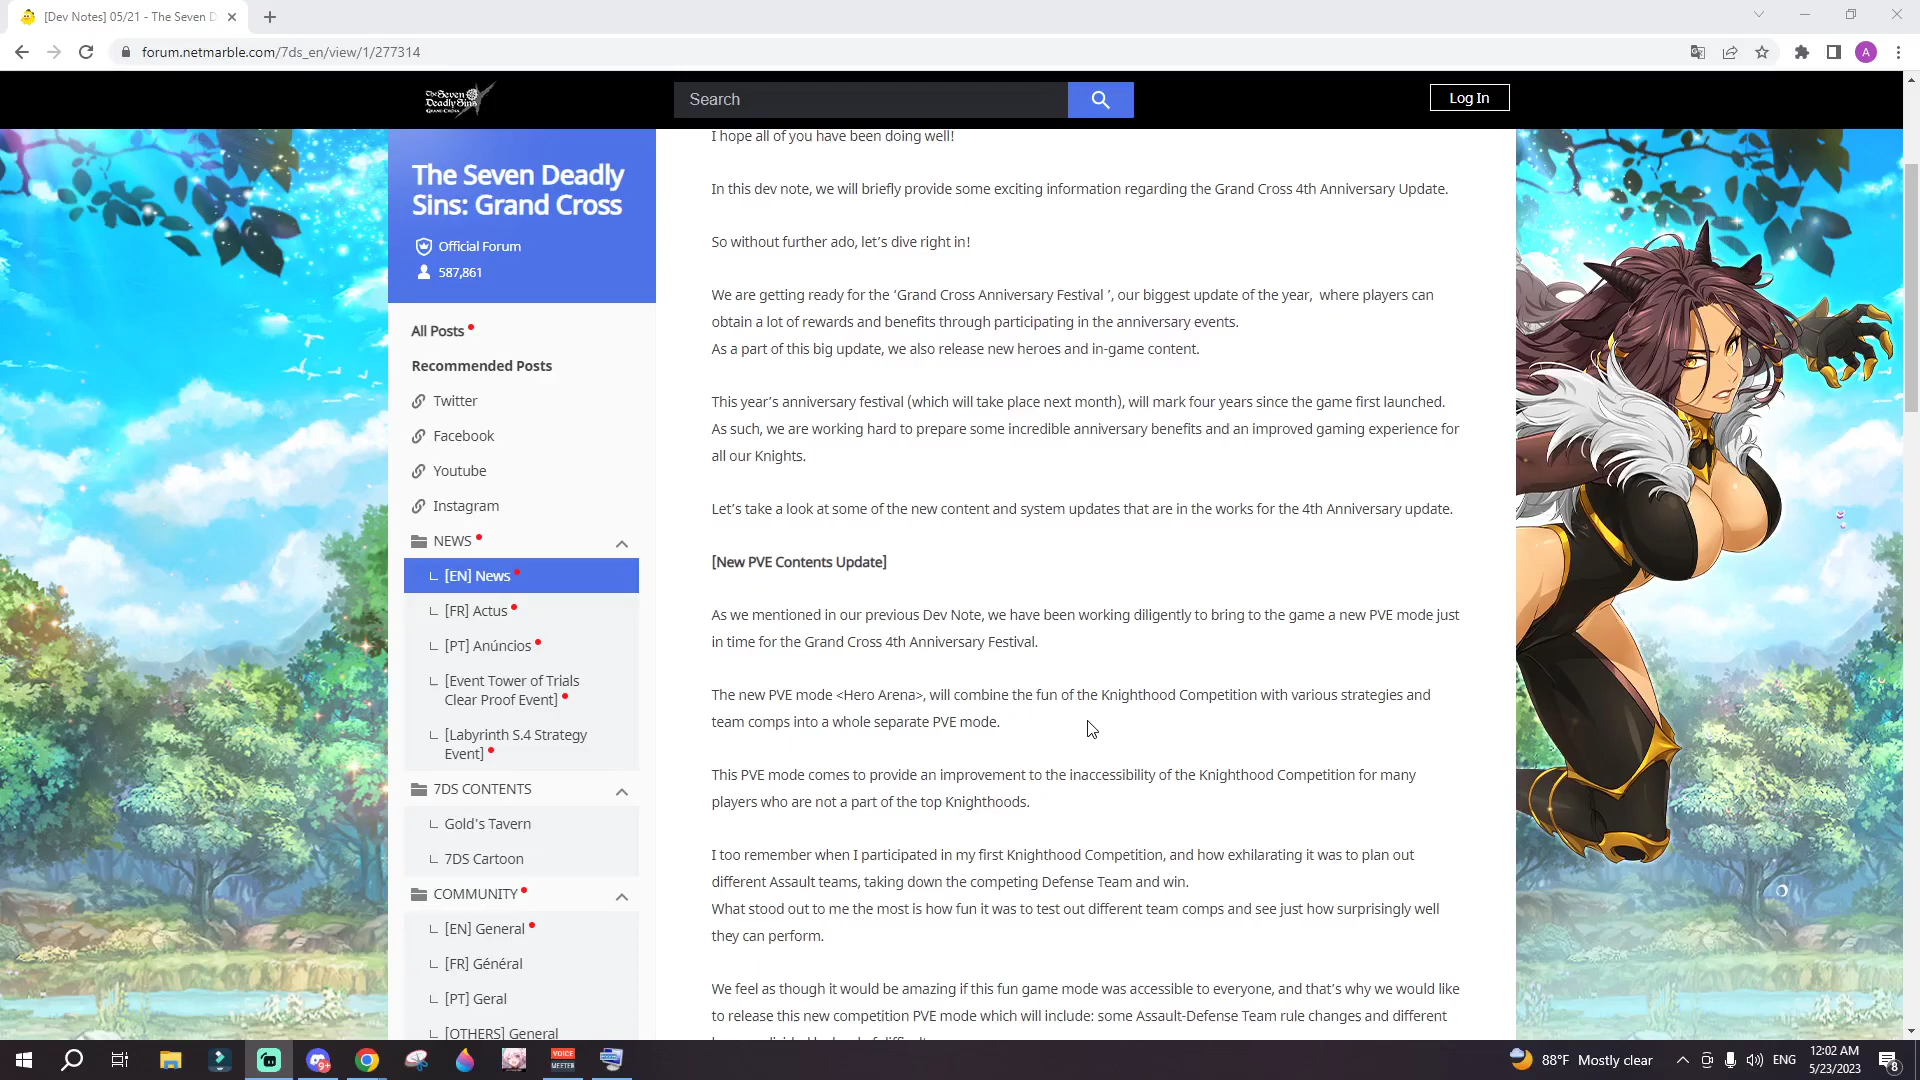 [Dev Notes] 05/21 - The Seven D
forum.netmarble.com/7ds_en/view/1/277314
A
The Seven
Deadly Sins
GRAND CROSS
Search
Log In
The Seven Deadly
Sins: Grand Cross
Official Forum
587,861
All Posts
Recommended Posts
Twitter
Facebook
Youtube
Instagram
NEWS
[EN] News
[FR] Actus
[PT] Anúncios
[Event Tower of Trials
Clear Proof Event]
[Labyrinth S.4 Strategy
Event]
7DS CONTENTS
Gold's Tavern
7DS Cartoon
COMMUNITY
[EN] General
[FR] Général
[PT] Geral
[OTHERS] General
I hope all of you have been doing well!
In this dev note, we will briefly provide some exciting information regarding the Grand Cross 4th Anniversary Update.
So without further ado, let’s dive right in!
We are getting ready for the ‘Grand Cross Anniversary Festival ’, our biggest update of the year,  where players can
obtain a lot of rewards and benefits through participating in the anniversary events.
As a part of this big update, we also release new heroes and in-game content.
This year’s anniversary festival (which will take place next month), will mark four years since the game first launched.
As such, we are working hard to prepare some incredible anniversary benefits and an improved gaming experience for
all our Knights.
Let’s take a look at some of the new content and system updates that are in the works for the 4th Anniversary update.
[New PVE Contents Update]
As we mentioned in our previous Dev Note, we have been working diligently to bring to the game a new PVE mode just
in time for the Grand Cross 4th Anniversary Festival.
The new PVE mode <Hero Arena>, will combine the fun of the Knighthood Competition with various strategies and
team comps into a whole separate PVE mode.
This PVE mode comes to provide an improvement to the inaccessibility of the Knighthood Competition for many
players who are not a part of the top Knighthoods.
I too remember when I participated in my first Knighthood Competition, and how exhilarating it was to plan out
different Assault teams, taking down the competing Defense Team and win.
What stood out to me the most is how fun it was to test out different team comps and see just how surprisingly well
they can perform.
We feel as though it would be amazing if this fun game mode was accessible to everyone, and that’s why we would like
to release this new competition PVE mode which will include: some Assault-Defense Team rule changes and different
9+
VOICE
MEETER
88°F Mostly clear
ENG
12:02 AM
5/23/2023
8